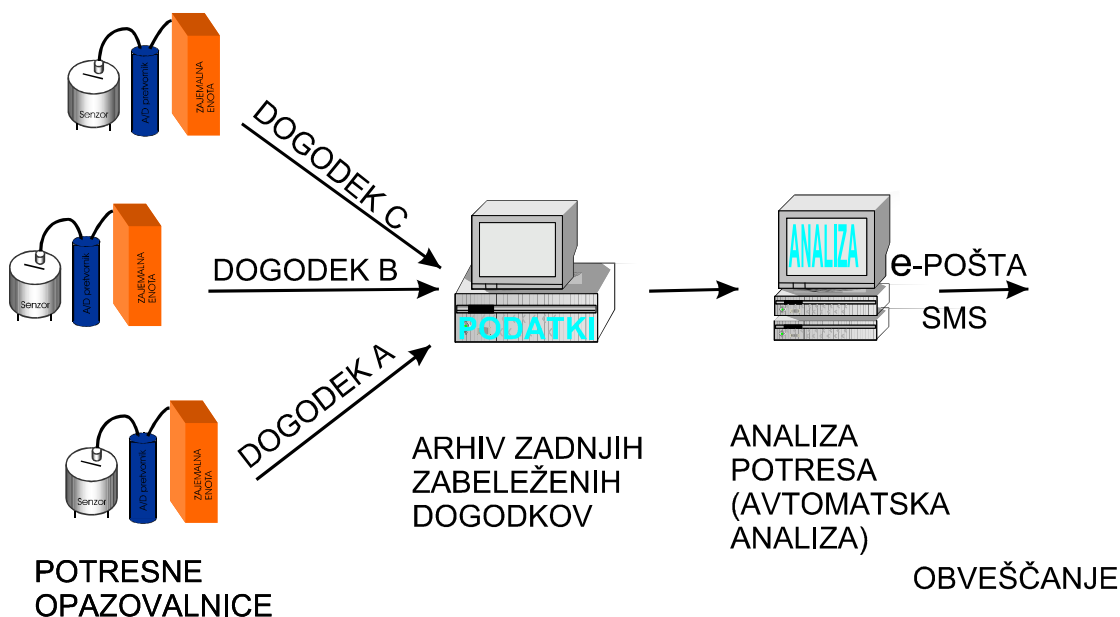 Senzor
A/D pretvornik
ZAJEMALNA
ENOTA
DOGODEK C
Senzor
A/D pretvornik
ZAJEMALNA
ENOTA
DOGODEK B
Senzor
A/D pretvornik
ZAJEMALNA
ENOTA
DOGODEK A
PODATKI
ANALIZA
e-POŠTA
SMS
POTRESNE
OPAZOVALNICE
ARHIV ZADNJIH
ZABELEŽENIH
DOGODKOV
ANALIZA
POTRESA
(AVTOMATSKA
ANALIZA)
OBVEŠČANJE